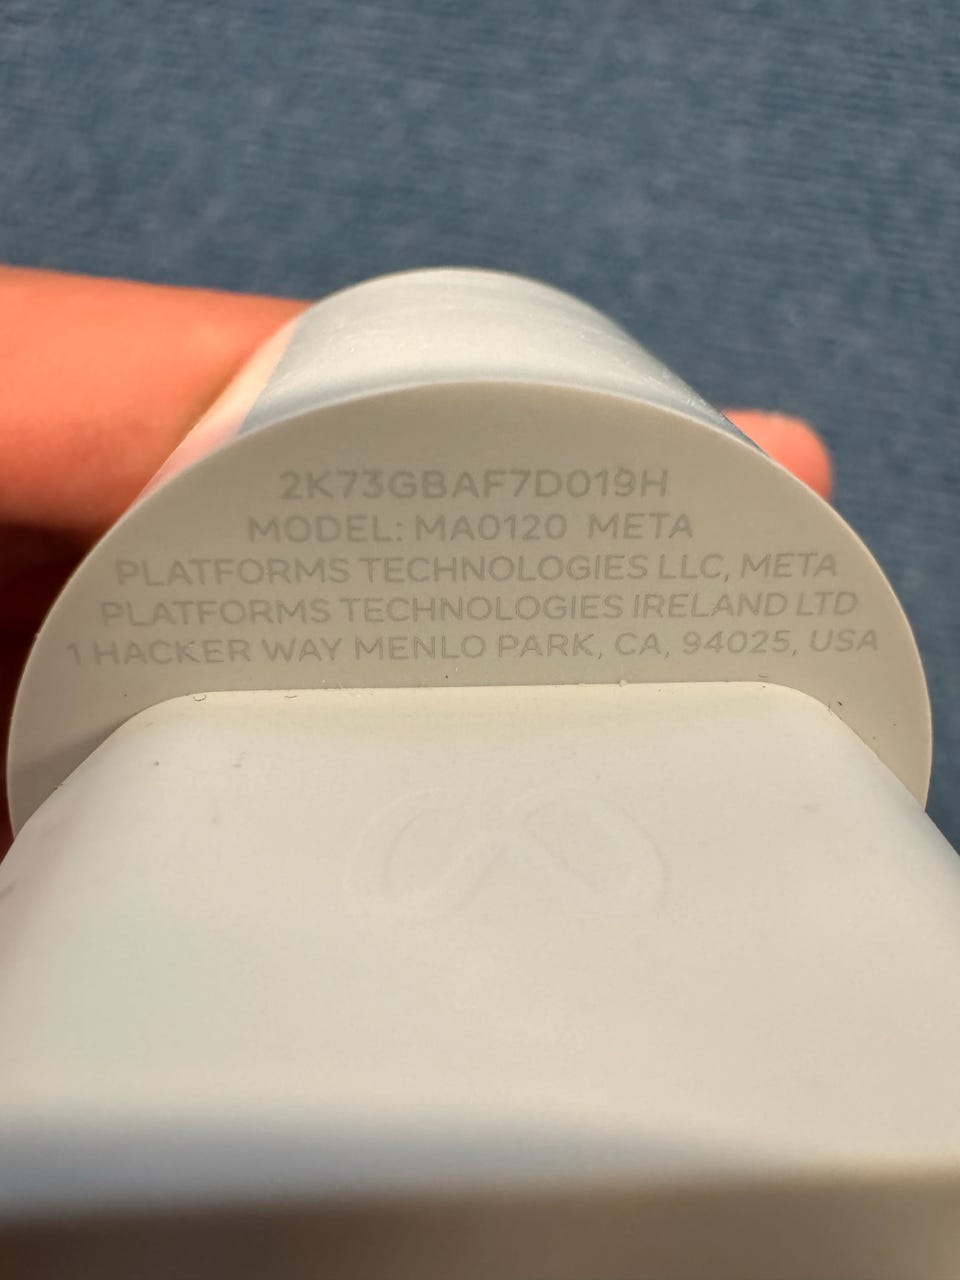 2K73GBAF7D019H
MODEL: MA0120 META
PLATFORMS TECHNOLOGIES LLC, META
PLATFORMS TECHNOLOGIES IRELAND LTD
1 HACKER WAY MENLO PARK, CA, 94025, USA